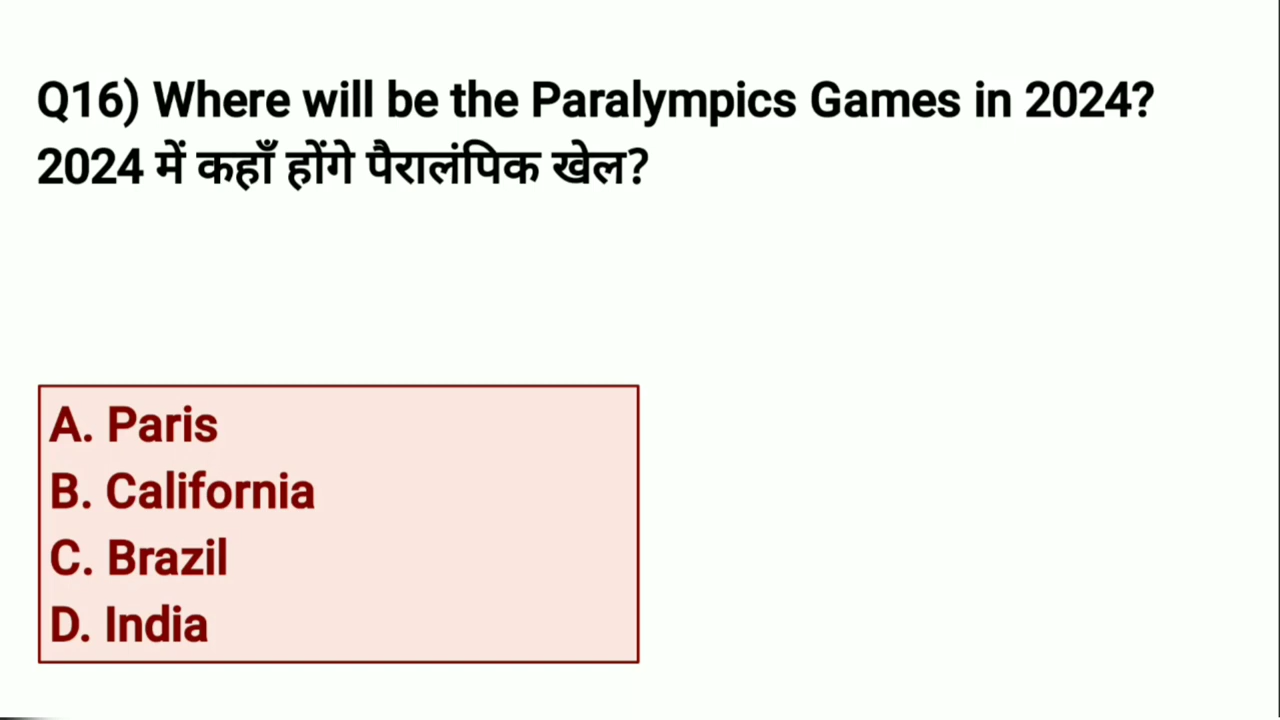 Q16) Where will be the Paralympics Games in 2024?
2024 में कहाँ होंगे पैरालंपिक खेल?
A. Paris
B. California
C. Brazil
D. India